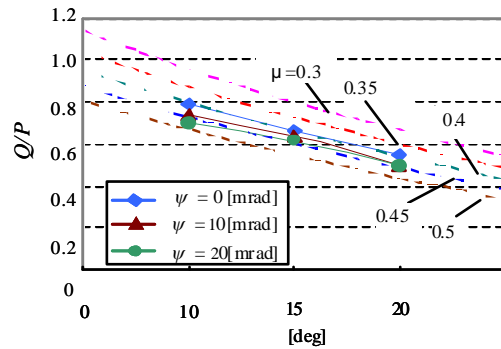 1.2
1.0
0.8
0.6
0.4
0.2
0
Q/P
μ=0.3
0.35
0.4
0.45
0.5
ψ = 0 [mrad]
ψ = 10 [mrad]
ψ = 20 [mrad]
0 10 15 20
[deg]